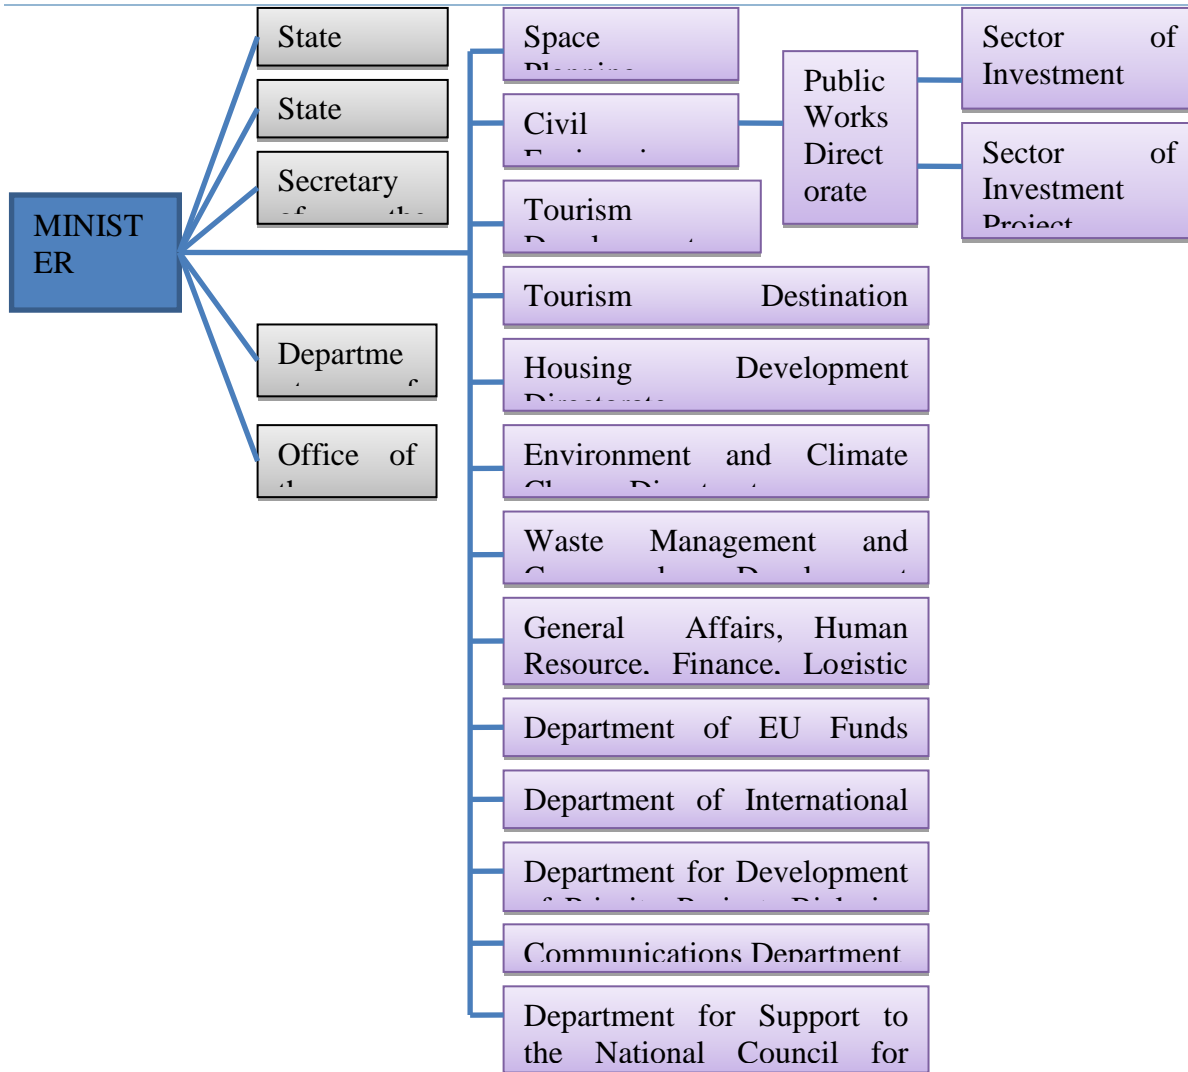 MINIST
ER
State
State
Secretary
of the
Departme
Office of
Space
Civil
Tourism
Tourism Destination
Housing Development
Environment and Climate
Waste Management and
General Affairs, Human
Resource, Finance, Logistic
Department of EU Funds
Department of International
Department for Development
Communications Department
Department for Support to
the National Council for
Public
Works
Direct
orate
Sector of
Investment
Sector of
Investment
Project